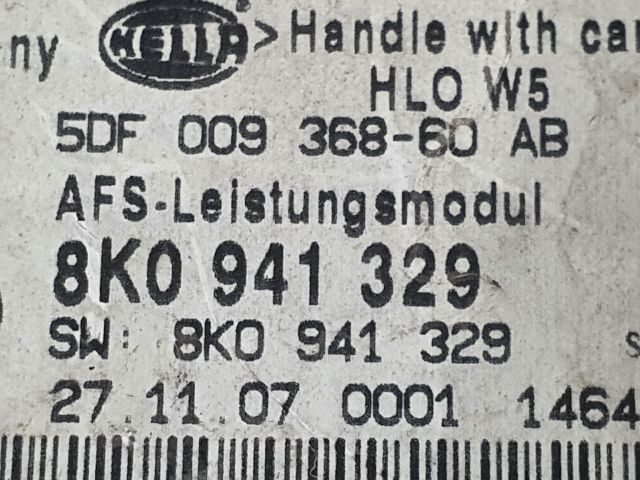 ny HELLA > Handle with ca
HLO W5
5DF 009 368-60 AB
AFS-Leistungsmodul
8K0 941 329
SW: 8K0 941 329 s
27.11.07 0001 1464